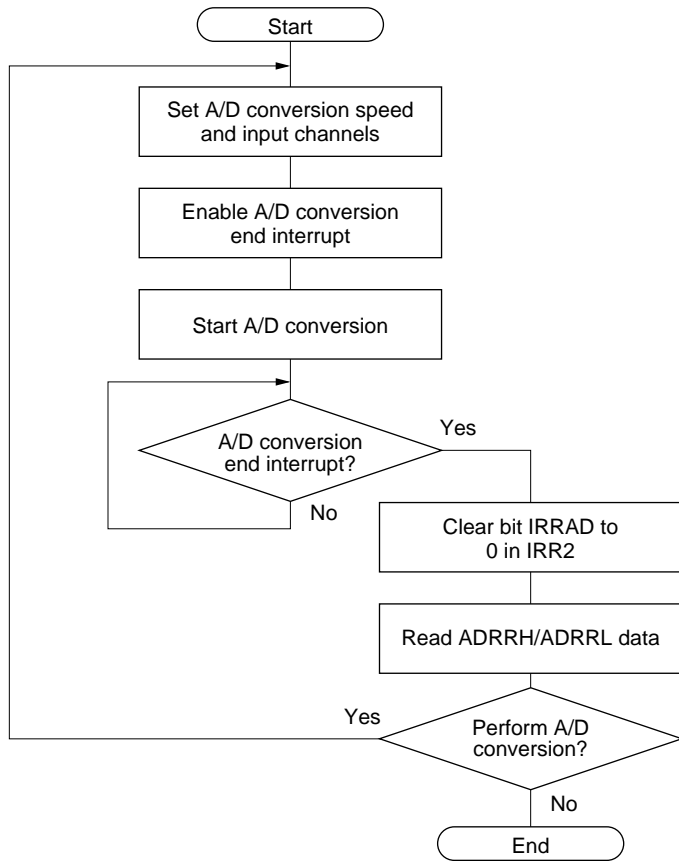 Start
Set A/D conversion speed
and input channels
Enable A/D conversion
end interrupt
Start A/D conversion
A/D conversion
end interrupt?
Yes
No
Clear bit IRRAD to
0 in IRR2
Read ADRRH/ADRRL data
Perform A/D
conversion?
Yes
No
End